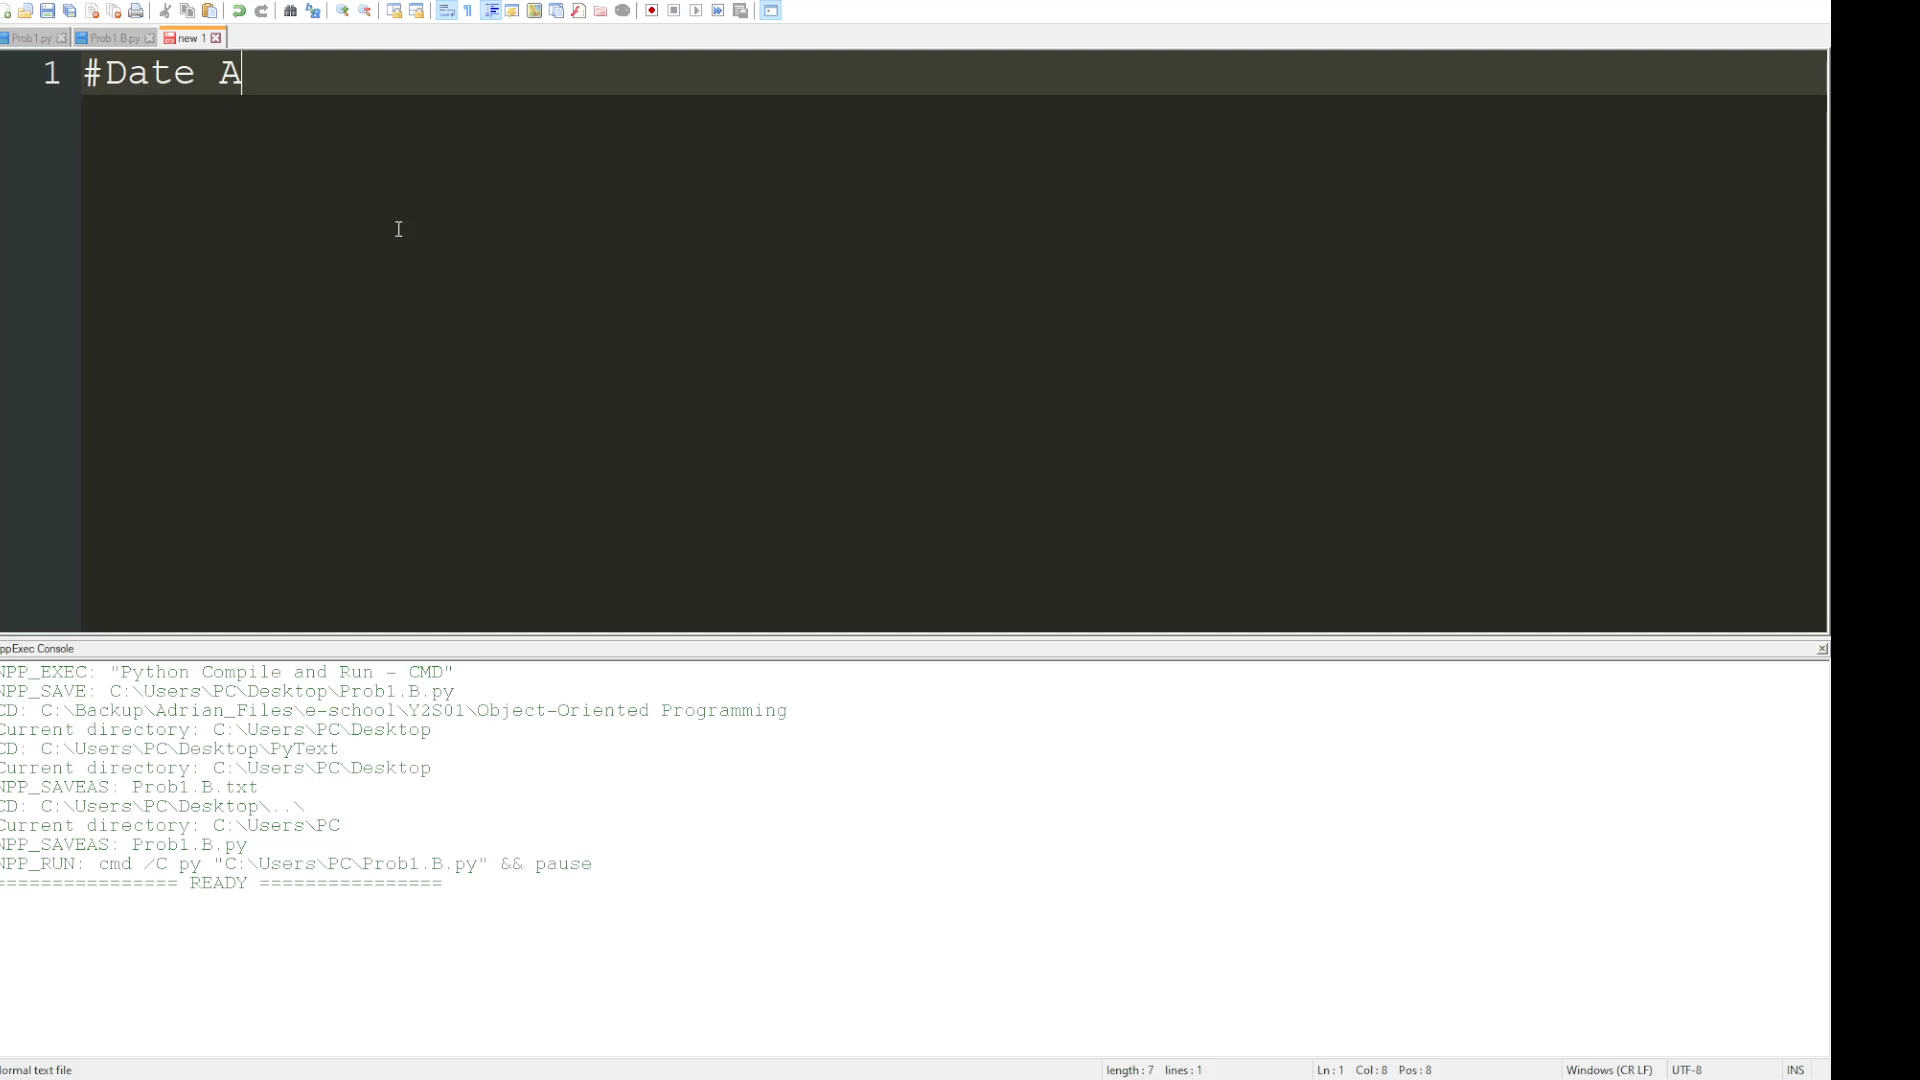 Prob1.py Prob1.B.py new 1
1 #Date A
ppExec Console
NPP_EXEC: "Python Compile and Run - CMD"
NPP_SAVE: C:\Users\PC\Desktop\Prob1.B.py
CD: C:\Backup\Adrian_Files\e-school\Y2S01\Object-Oriented Programming
Current directory: C:\Users\PC\Desktop
CD: C:\Users\PC\Desktop\PyText
Current directory: C:\Users\PC\Desktop
NPP_SAVEAS: Prob1.B.txt
CD: C:\Users\PC\Desktop\..\
Current directory: C:\Users\PC
NPP_SAVEAS: Prob1.B.py
NPP_RUN: cmd /C py "C:\Users\PC\Prob1.B.py" && pause
================ READY ================
ormal text file length : 7 lines : 1 Ln : 1 Col : 8 Pos : 8 Windows (CR LF) UTF-8 INS